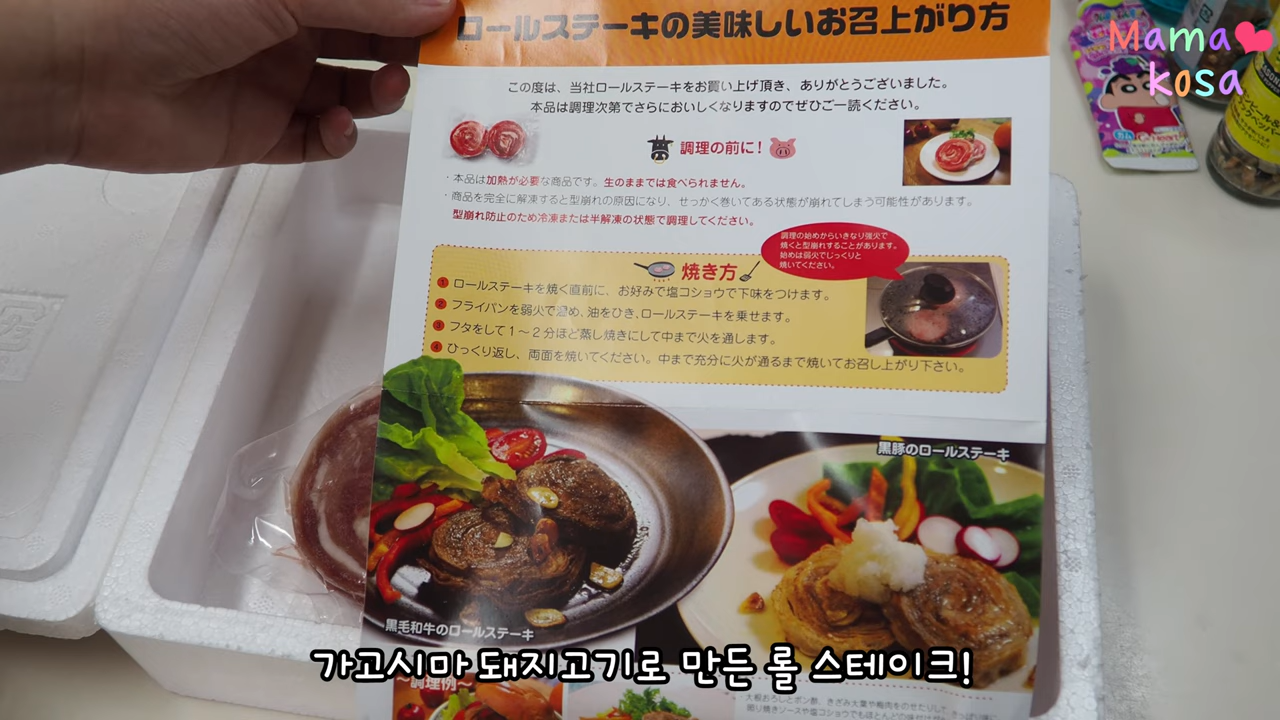 ロールステーキの美味しいお召上がり方
Mama
kosa
この度は、当社ロールステーキをお買い上げ頂き、ありがとうございました。
本品は調理次第でさらにおいしくなりますのでぜひご一読ください。
調理の前に!
・本品は加熱が必要な商品です。生のままでは食べられません。
・商品を完全に解凍すると型崩れの原因になり、せっかく巻いてある状態が崩れてしまう可能性があります。
型崩れ防止のため冷凍または半解凍の状態で調理してください。
調理の始めからいきなり強火で
焼くと型崩れすることがあります。
始めは弱火でじっくりと
焼いてください。
焼き方
1 ロールステーキを焼く直前に、お好みで塩コショウで下味をつけます。
2 フライパンを弱火で温め、油をひき、ロールステーキを乗せます。
3 フタをして1〜2分ほど蒸し焼きにして中まで火を通します。
4 ひっくり返し、両面を焼いてください。中まで充分に火が通るまで焼いてお召し上がり下さい。
黒豚のロールステーキ
黒毛和牛のロールステーキ
가고시마 돼지고기로 만든 롤 스테이크!
〜調理例〜